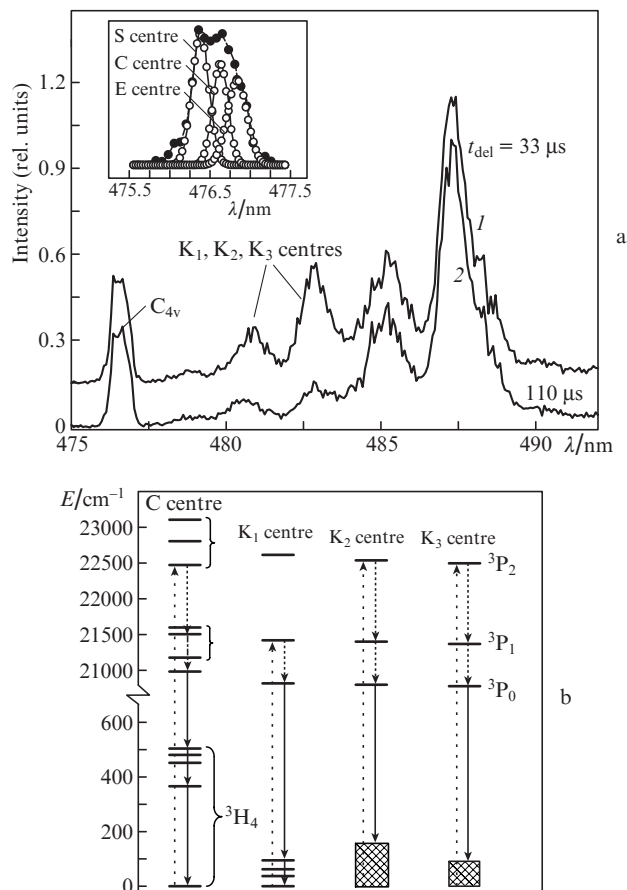 S centre
C centre
E centre
475.5 476.5 477.5
λ/nm
Intensity (rel. units)
1.2
0.9
0.6
0.3
0
t_del = 33 μs
1
2
K₁, K₂, K₃ centres
C₄ᵥ
110 μs
475 480 485 490 λ/nm
a
E/cm⁻¹
C centre
K₁ centre
K₂ centre
K₃ centre
23000
22500
22000
21500
21000
600
400
200
0
³P₂
³P₁
³P₀
³H₄
b